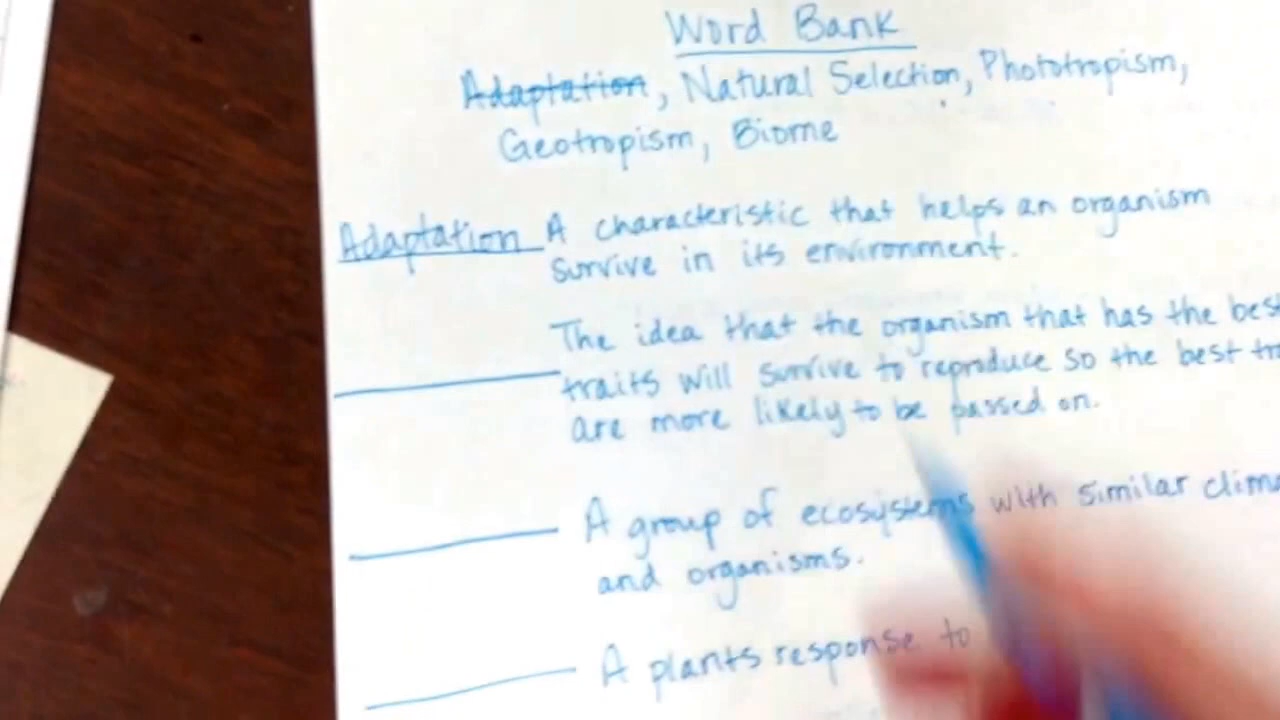 Word Bank
Adaptation, Natural Selection, Phototropism,
Geotropism, Biome
Adaptation A characteristic that helps an organism
survive in its environment.
The idea that the organism that has the best
traits will survive to reproduce so the best
are more likely to be passed on.
A group of ecosystems with similar
and organisms.
A plants response to